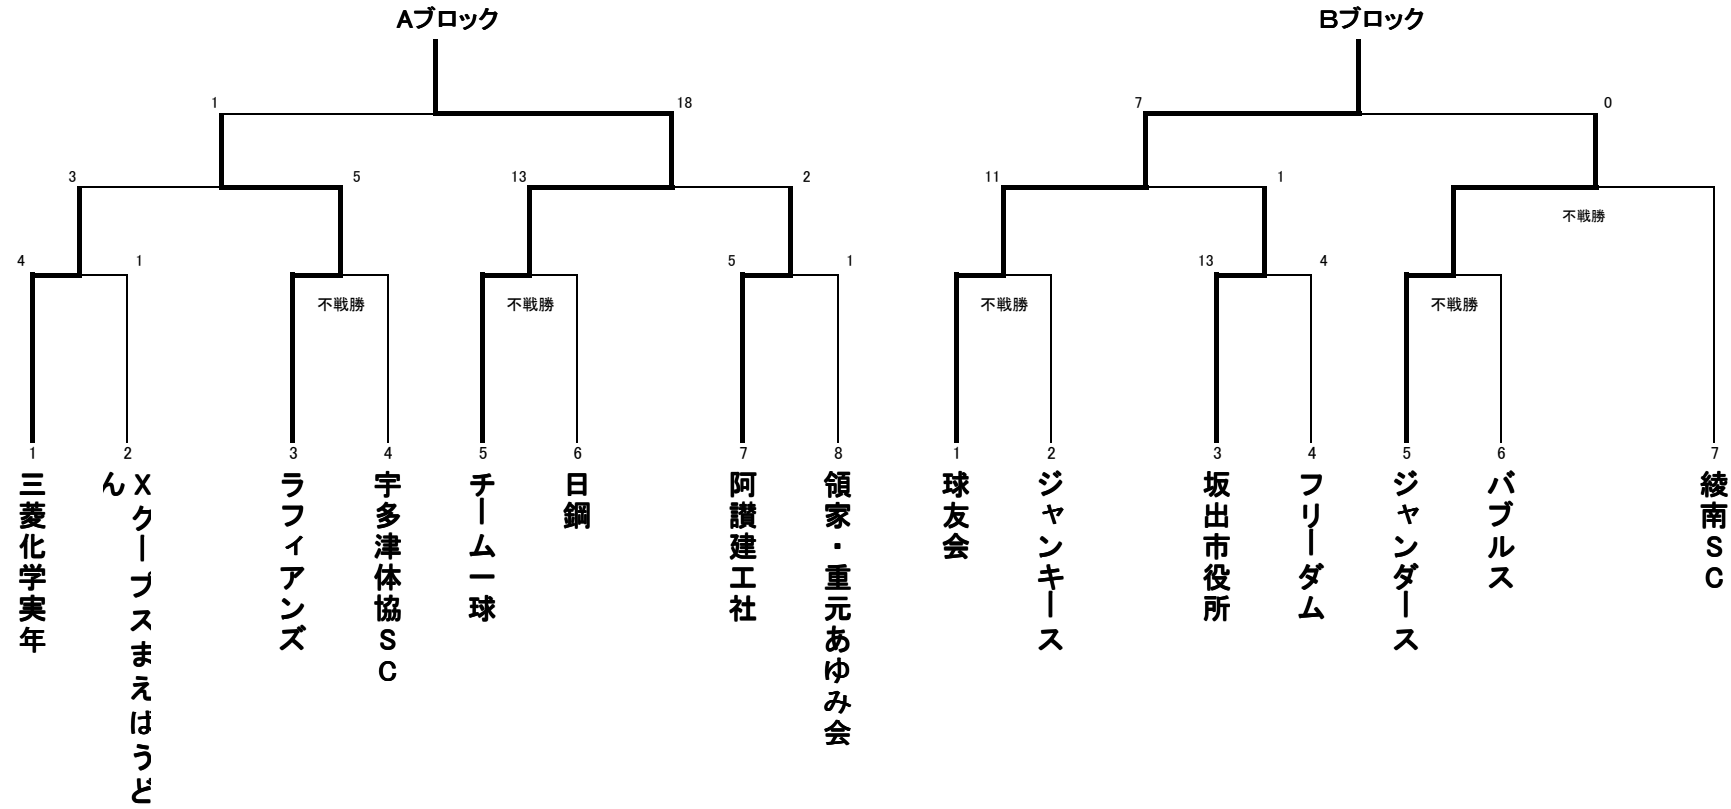 Aブロック
Bブロック
1
18
7
0
3
5
13
2
11
1
不戦勝
4
1
5
1
13
4
不戦勝
不戦勝
不戦勝
不戦勝
1
2
3
4
5
6
7
8
1
2
3
4
5
6
7
三菱化学実年
Xクープスまえばうど
ん
ラフィアンズ
宇多津体協SC
チーム一球
日鋼
阿讃建工社
領家・重元あゆみ会
球友会
ジャンキース
坂出市役所
フリーダム
ジャンダース
バブルス
綾南SC